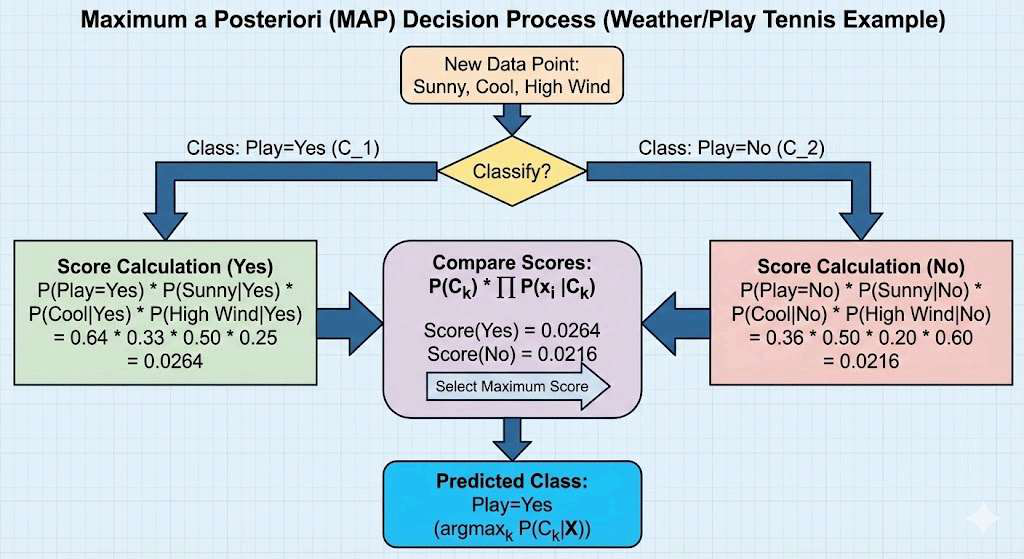 Maximum a Posteriori (MAP) Decision Process (Weather/Play Tennis Example)
New Data Point:
Sunny, Cool, High Wind
Class: Play=Yes (C_1)
Classify?
Class: Play=No (C_2)
Score Calculation (Yes)
P(Play=Yes) * P(Sunny|Yes) *
P(Cool|Yes) * P(High Wind|Yes)
= 0.64 * 0.33 * 0.50 * 0.25
= 0.0264
Compare Scores:
P(Cₖ) * ∏ P(xᵢ |Cₖ)
Score(Yes) = 0.0264
Score(No) = 0.0216
Select Maximum Score
Score Calculation (No)
P(Play=No) * P(Sunny|No) *
P(Cool|No) * P(High Wind|No)
= 0.36 * 0.50 * 0.20 * 0.60
= 0.0216
Predicted Class:
Play=Yes
(argmaxₖ P(Cₖ|X))